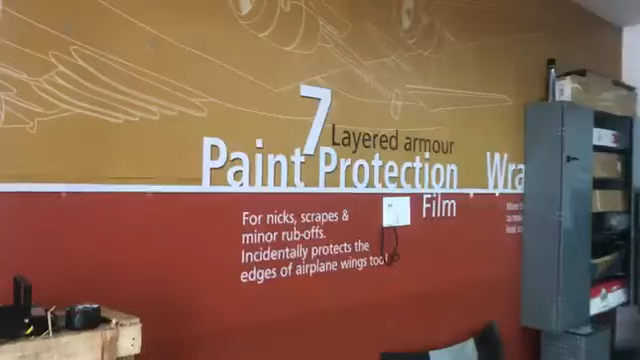 7
Layered armour
Paint Protection
Film
For nicks, scrapes &
minor rub-offs.
Incidentally protects the
edges of airplane wings too!
Wra